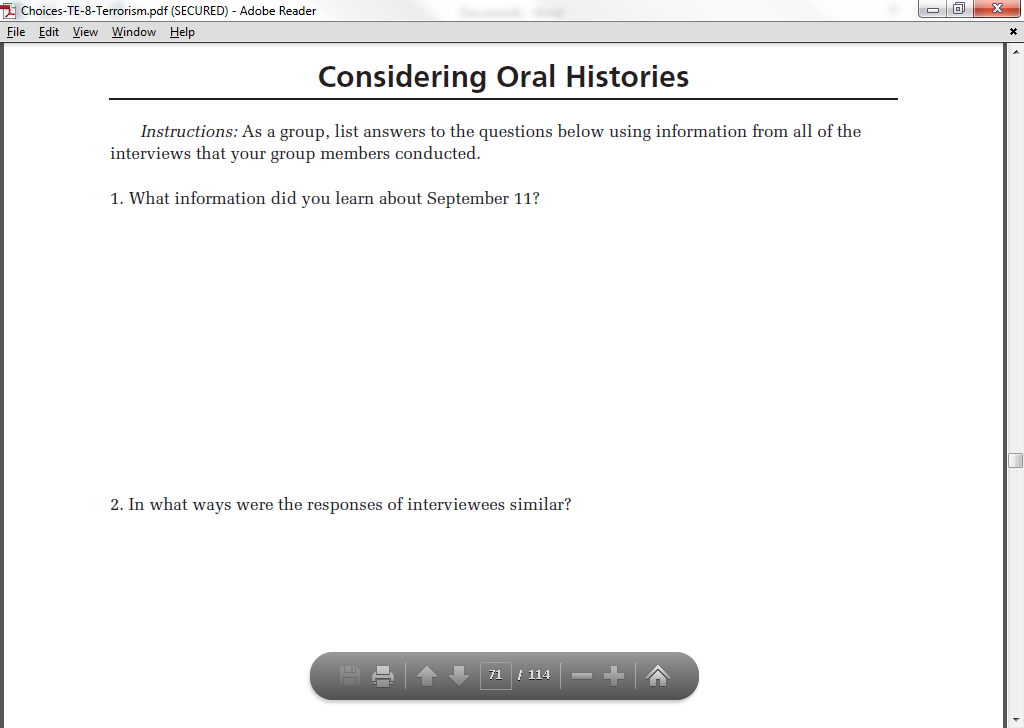 Choices-TE-8-Terrorism.pdf (SECURED) - Adobe Reader
File Edit View Window Help
Considering Oral Histories
Instructions: As a group, list answers to the questions below using information from all of the
interviews that your group members conducted.
1. What information did you learn about September 11?
2. In what ways were the responses of interviewees similar?
71 / 114